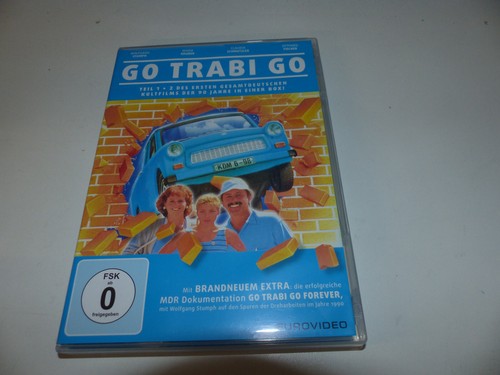 GO TRABI GO
TEIL 1 + 2 DES ERSTEN GESAMTDEUTSCHEN
KULTFILMS DER 90 JAHRE IN EINER BOX!
Mit BRANDNEUEM EXTRA: die erfolgreiche
MDR Dokumentation GO TRABI GO FOREVER,
mit Wolfgang Stumph auf den Spuren der Dreharbeiten im Jahre 1990
FSK
ab
0
freigegeben
EUROVIDEO